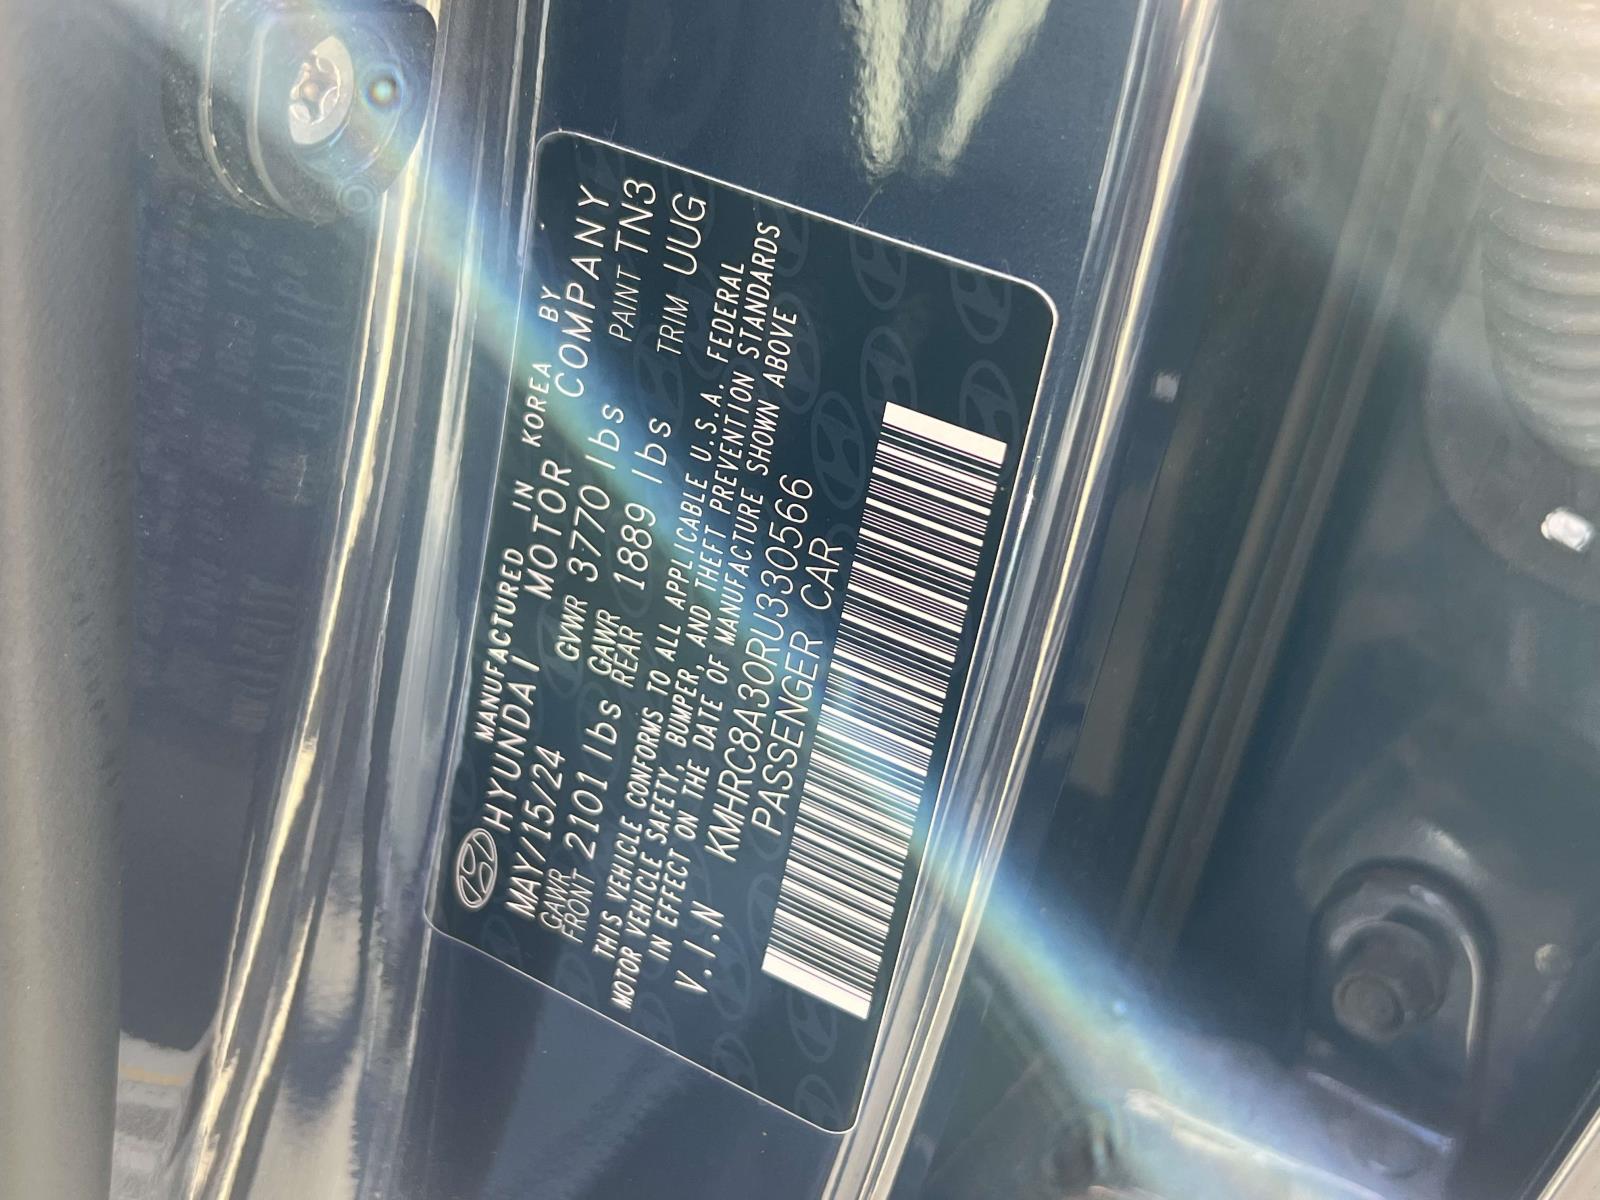 MANUFACTURED IN KOREA BY
HYUNDAI MOTOR COMPANY
MAY/15/24 GVWR 3770 lbs PAINT TN3
GAWR FRONT 2101 lbs GAWR REAR 1889 lbs TRIM UUG
THIS VEHICLE CONFORMS TO ALL APPLICABLE U.S.A. FEDERAL
MOTOR VEHICLE SAFETY, BUMPER, AND THEFT PREVENTION STANDARDS
IN EFFECT ON THE DATE OF MANUFACTURE SHOWN ABOVE
V.I.N KMHRC8A30RU330566
PASSENGER CAR